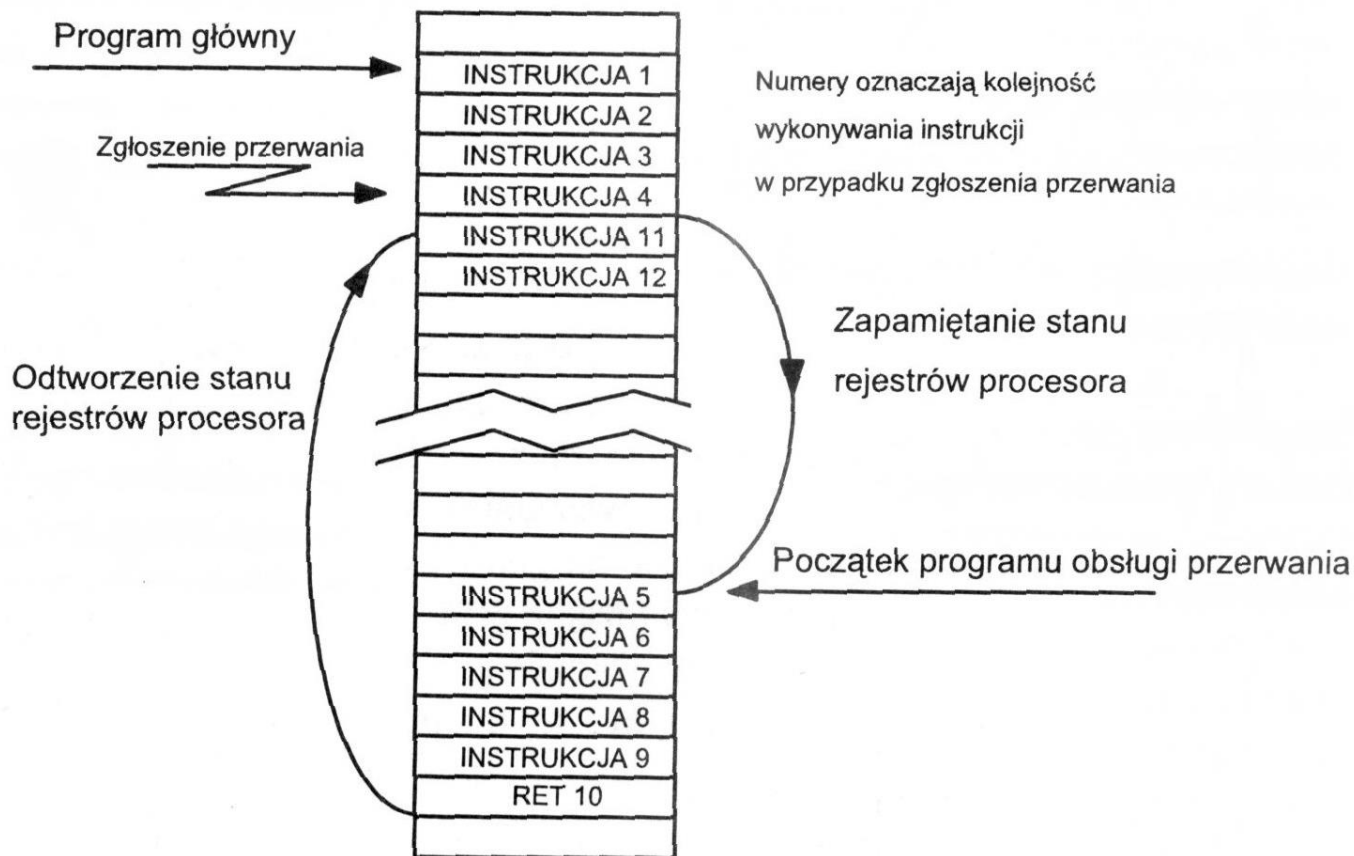 Program główny
INSTRUKCJA 1
Numery oznaczają kolejność
INSTRUKCJA 2
wykonywania instrukcji
Zgłoszenie przerwania
INSTRUKCJA 3
w przypadku zgłoszenia przerwania
INSTRUKCJA 4
INSTRUKCJA 11
INSTRUKCJA 12
Zapamiętanie stanu
rejestrów procesora
Odtworzenie stanu
rejestrów procesora
Początek programu obsługi przerwania
INSTRUKCJA 5
INSTRUKCJA 6
INSTRUKCJA 7
INSTRUKCJA 8
INSTRUKCJA 9
RET 10